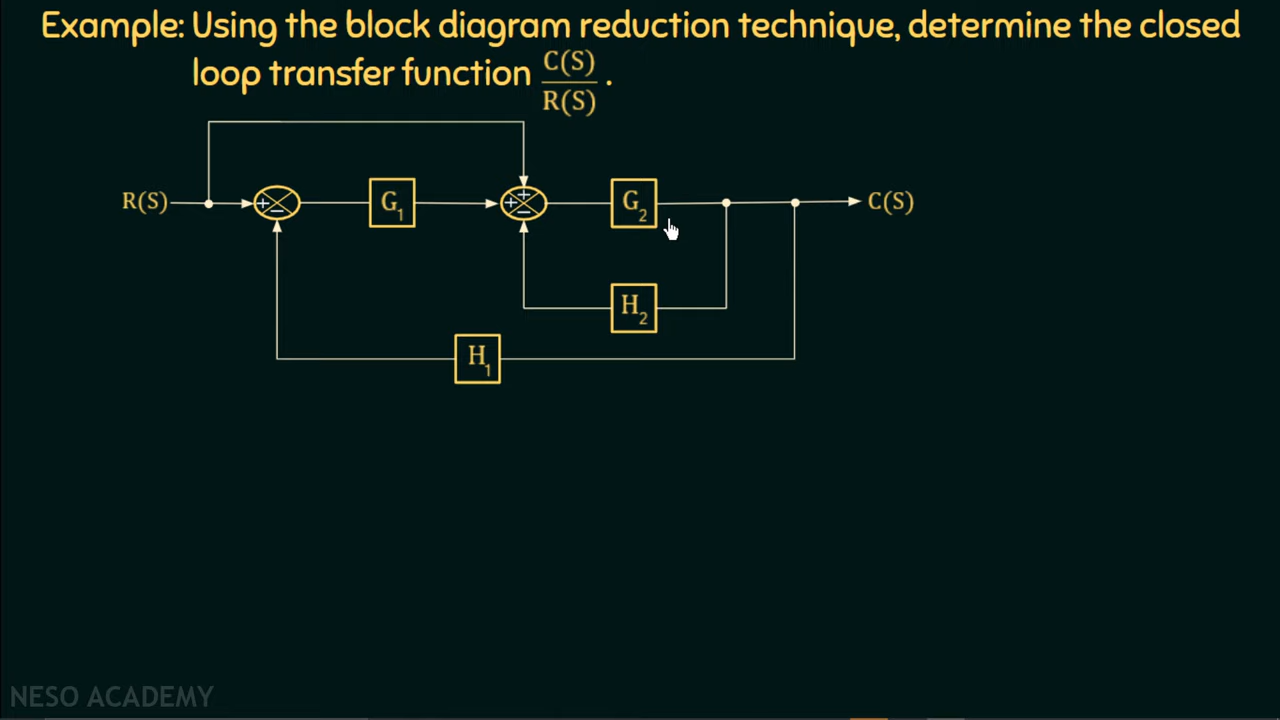 Example: Using the block diagram reduction technique, determine the closed
loop transfer function C(S)/R(S) .
R(S)
+
−
G1
+
+
−
G2
C(S)
H2
H1
NESO ACADEMY